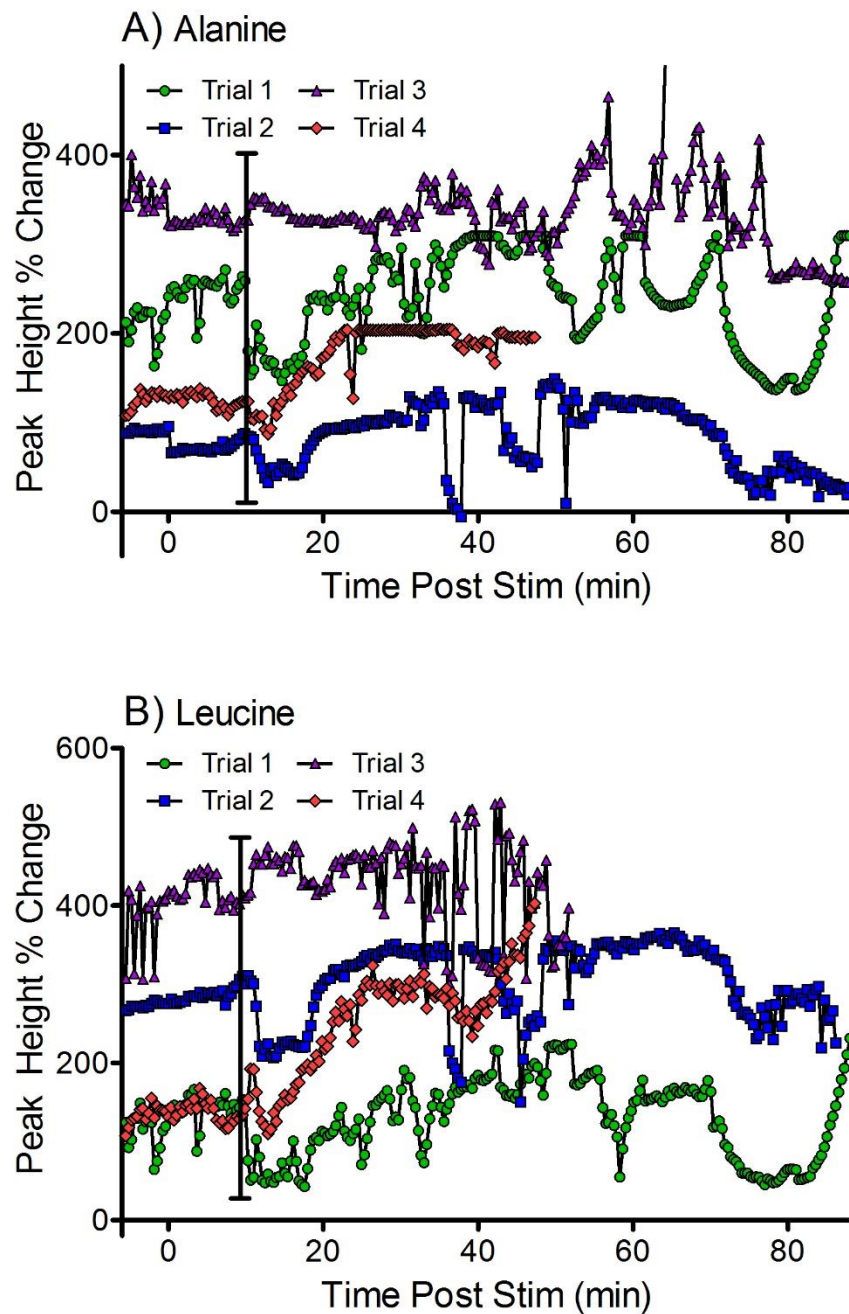 A) Alanine
Trial 1 Trial 3
Trial 2 Trial 4
400
200
0
Peak Height % Change
0 20 40 60 80
Time Post Stim (min)
B) Leucine
600
Trial 1 Trial 3
Trial 2 Trial 4
400
200
0
Peak Height % Change
0 20 40 60 80
Time Post Stim (min)